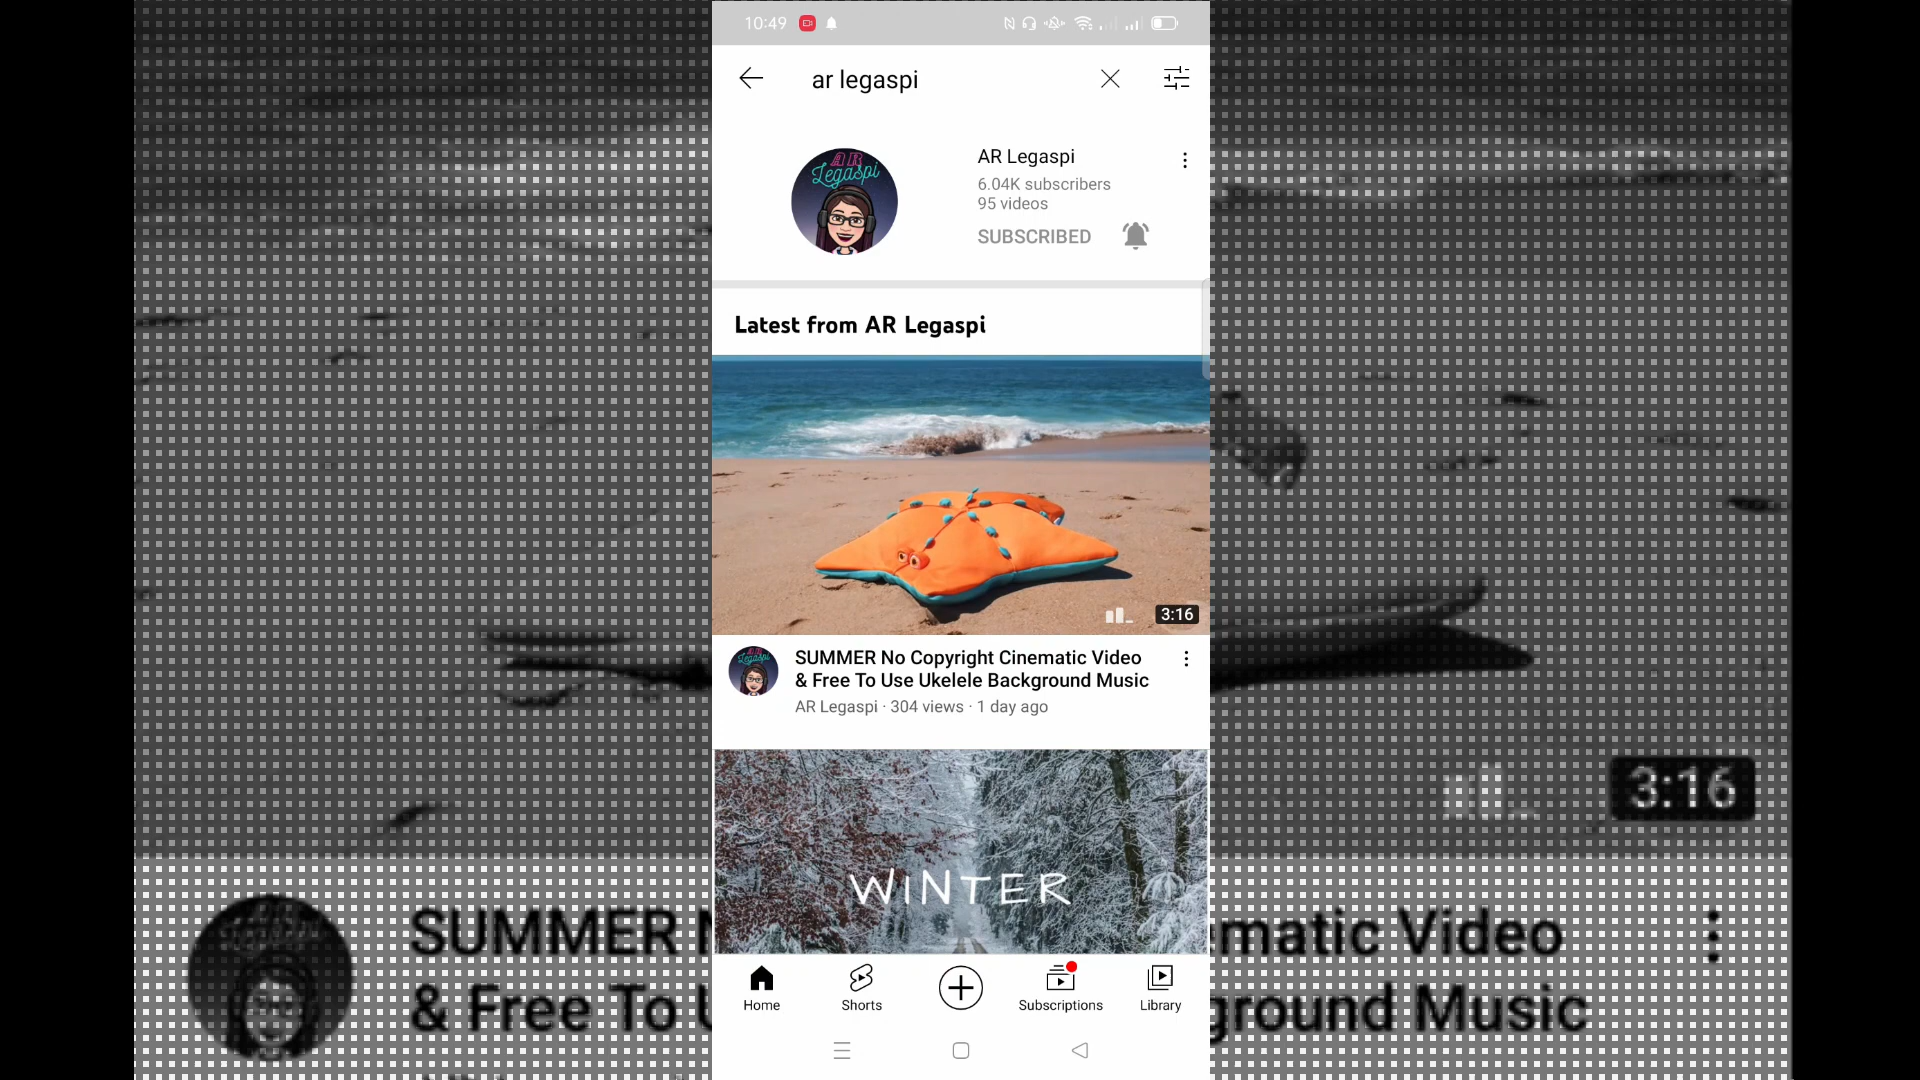 10:49
ar legaspi
AR
Legaspi
AR Legaspi
6.04K subscribers
95 videos
SUBSCRIBED
Latest from AR Legaspi
3:16
SUMMER No Copyright Cinematic Video
& Free To Use Ukelele Background Music
AR Legaspi · 304 views · 1 day ago
WINTER
Home
Shorts
Subscriptions
Library
3:16
SUMMER N
matic Video
& Free To U
ground Music